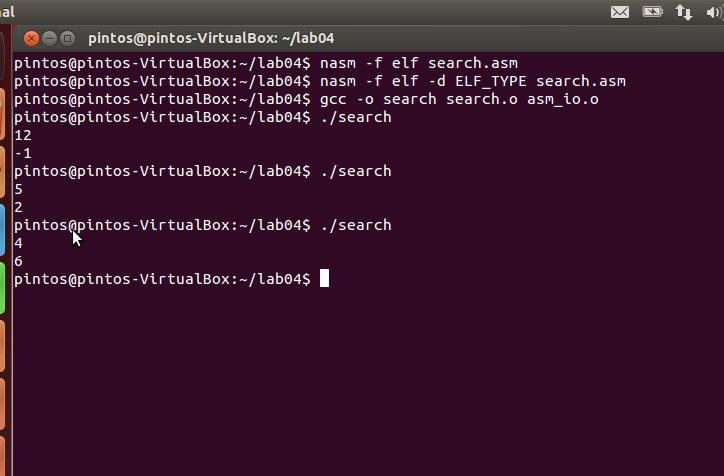 al
pintos@pintos-VirtualBox: ~/lab04
pintos@pintos-VirtualBox:~/lab04$ nasm -f elf search.asm
pintos@pintos-VirtualBox:~/lab04$ nasm -f elf -d ELF_TYPE search.asm
pintos@pintos-VirtualBox:~/lab04$ gcc -o search search.o asm_io.o
pintos@pintos-VirtualBox:~/lab04$ ./search
12
-1
pintos@pintos-VirtualBox:~/lab04$ ./search
5
2
pintos@pintos-VirtualBox:~/lab04$ ./search
4
6
pintos@pintos-VirtualBox:~/lab04$